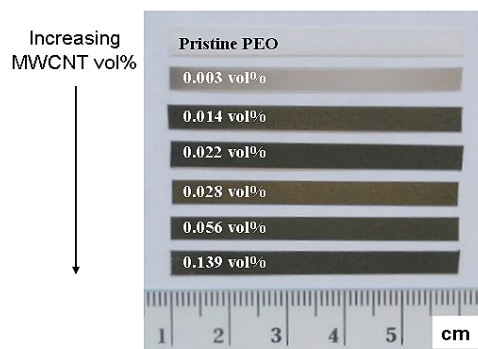 Increasing
MWCNT vol%
Pristine PEO
0.003 vol%
0.014 vol%
0.022 vol%
0.028 vol%
0.056 vol%
0.139 vol%
1 2 3 4 5
cm